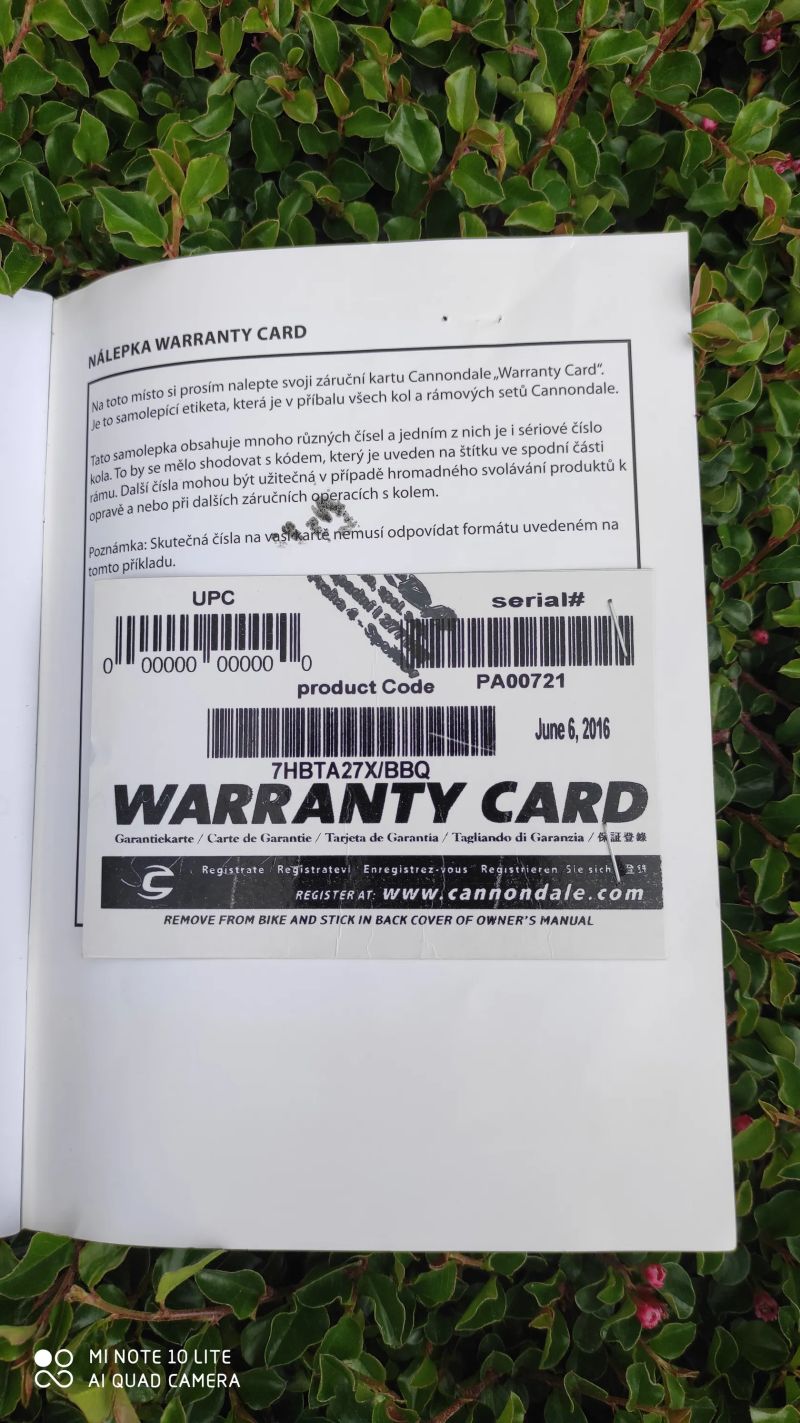 NÁLEPKA WARRANTY CARD
Na toto místo si prosím nalepte svoji záruční kartu Cannondale „Warranty Card“.
Je to samolepící etiketa, která je v příbalu všech kol a rámových setů Cannondale.
Tato samolepka obsahuje mnoho různých čísel a jedním z nich je i sériové číslo
kola. To by se mělo shodovat s kódem, který je uveden na štítku ve spodní části
rámu. Další čísla mohou být užitečná v případě hromadného svolávání produktů k
opravě a nebo při dalších záručních operacích s kolem.
Poznámka: Skutečná čísla na vaší kartě nemusí odpovídat formátu uvedeném na
tomto příkladu.
UPC
serial#
0 00000 00000 0
PA00721
product Code
June 6, 2016
7HBTA27X/BBQ
WARRANTY CARD
Garantiekarte / Carte de Garantie / Tarjeta de Garantia / Tagliando di Garanzia / 保証登錄
Registrate Registratevi Enregistrez-vous Registrieren Sie sich
REGISTER AT: www.cannondale.com
REMOVE FROM BIKE AND STICK IN BACK COVER OF OWNER'S MANUAL
MI NOTE 10 LITE
AI QUAD CAMERA